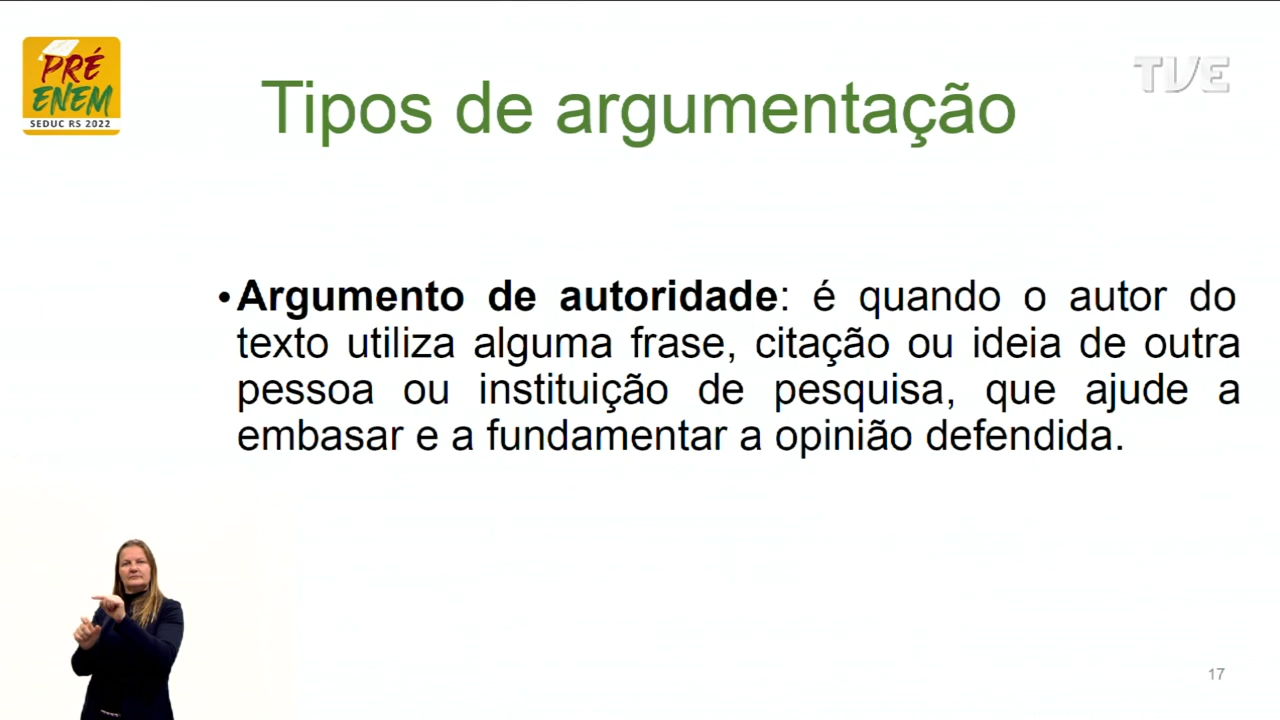 PRÉ
ENEM
SEDUC RS 2022
TVE
Tipos de argumentação
•Argumento de autoridade: é quando o autor do
texto utiliza alguma frase, citação ou ideia de outra
pessoa ou instituição de pesquisa, que ajude a
embasar e a fundamentar a opinião defendida.
17